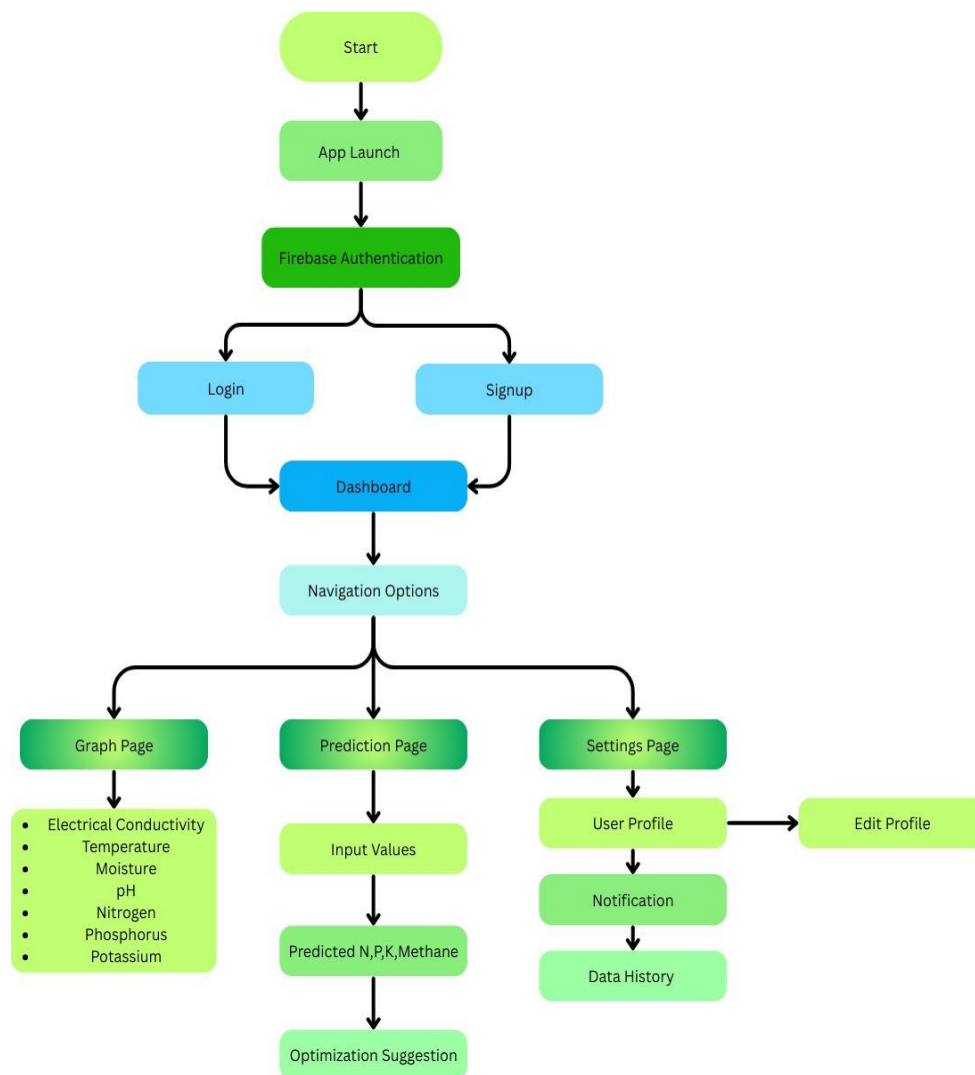 Start
App Launch
Firebase Authentication
Login
Signup
Dashboard
Navigation Options
Graph Page
Prediction Page
Settings Page
• Electrical Conductivity
• Temperature
• Moisture
• pH
• Nitrogen
• Phosphorus
• Potassium
Input Values
Predicted N,P,K,Methane
Optimization Suggestion
User Profile
Edit Profile
Notification
Data History